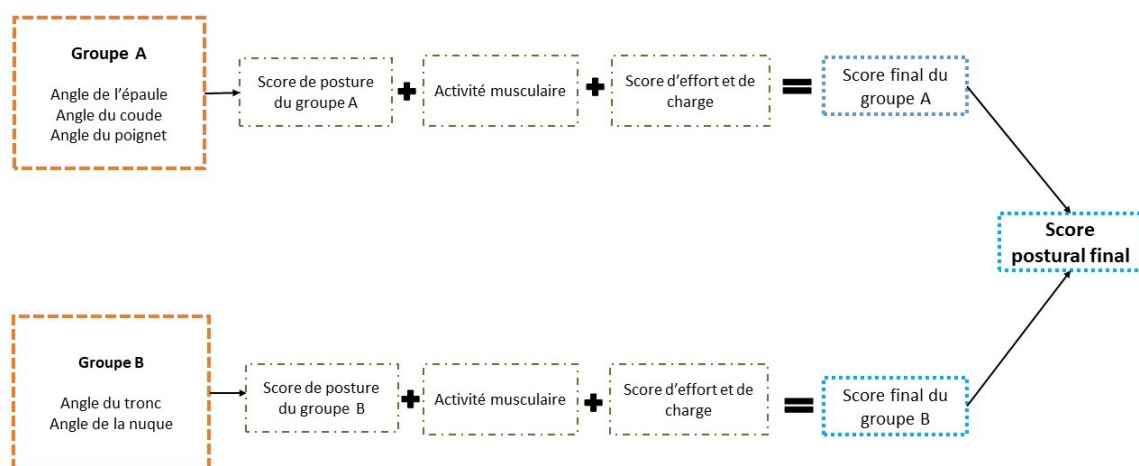 Groupe A
Angle de l'épaule
Angle du coude
Angle du poignet
Score de posture
du groupe A
+
Activité musculaire
+
Score d'effort et de
charge
=
Score final du
groupe A
Score
postural final
Groupe B
Angle du tronc
Angle de la nuque
Score de posture
du groupe B
+
Activité musculaire
+
Score d'effort et de
charge
=
Score final du
groupe B